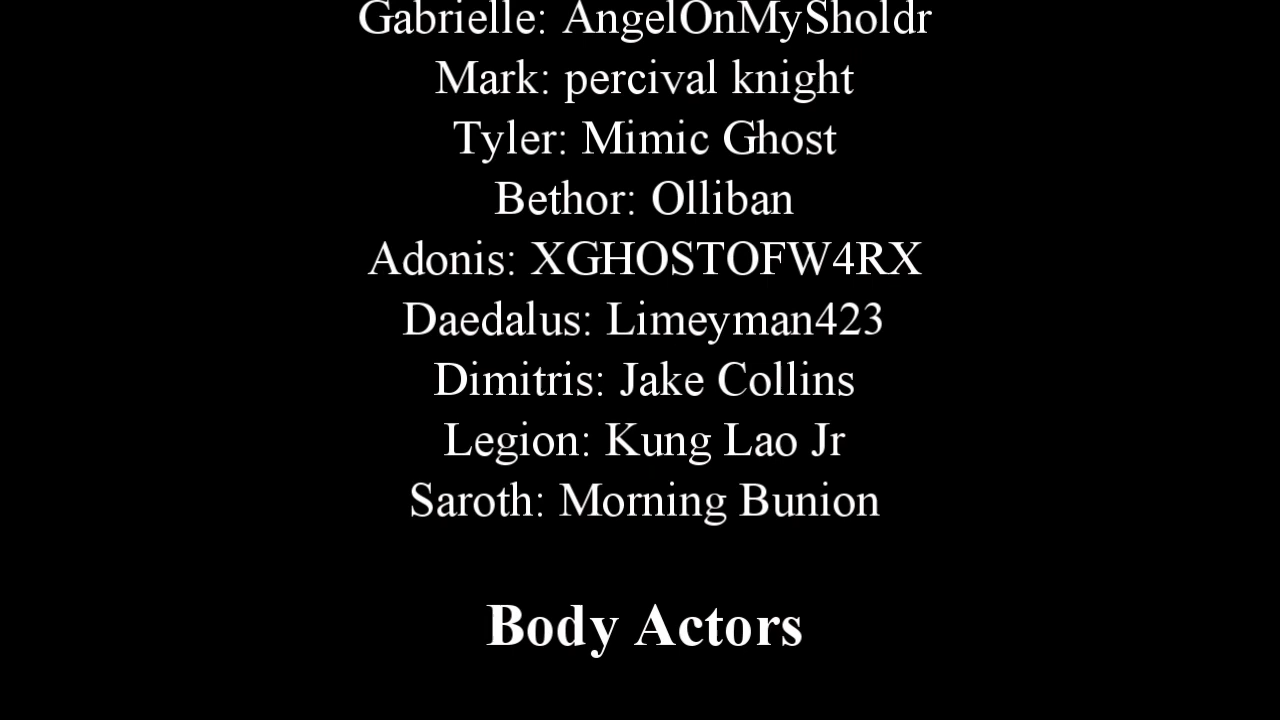 Gabrielle: AngelOnMySholdr
Mark: percival knight
Tyler: Mimic Ghost
Bethor: Olliban
Adonis: XGHOSTOFW4RX
Daedalus: Limeyman423
Dimitris: Jake Collins
Legion: Kung Lao Jr
Saroth: Morning Bunion
Body Actors